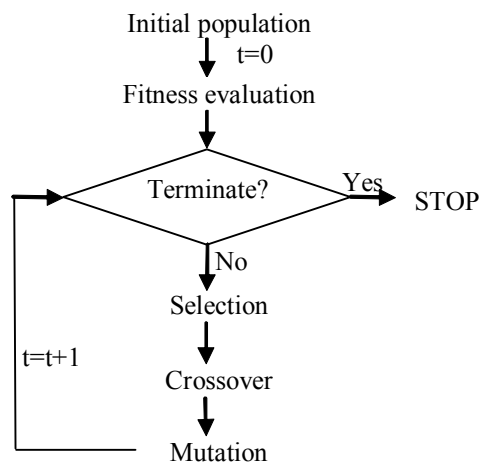 Initial population
t=0
Fitness evaluation
Terminate?
Yes
STOP
No
Selection
t=t+1
Crossover
Mutation